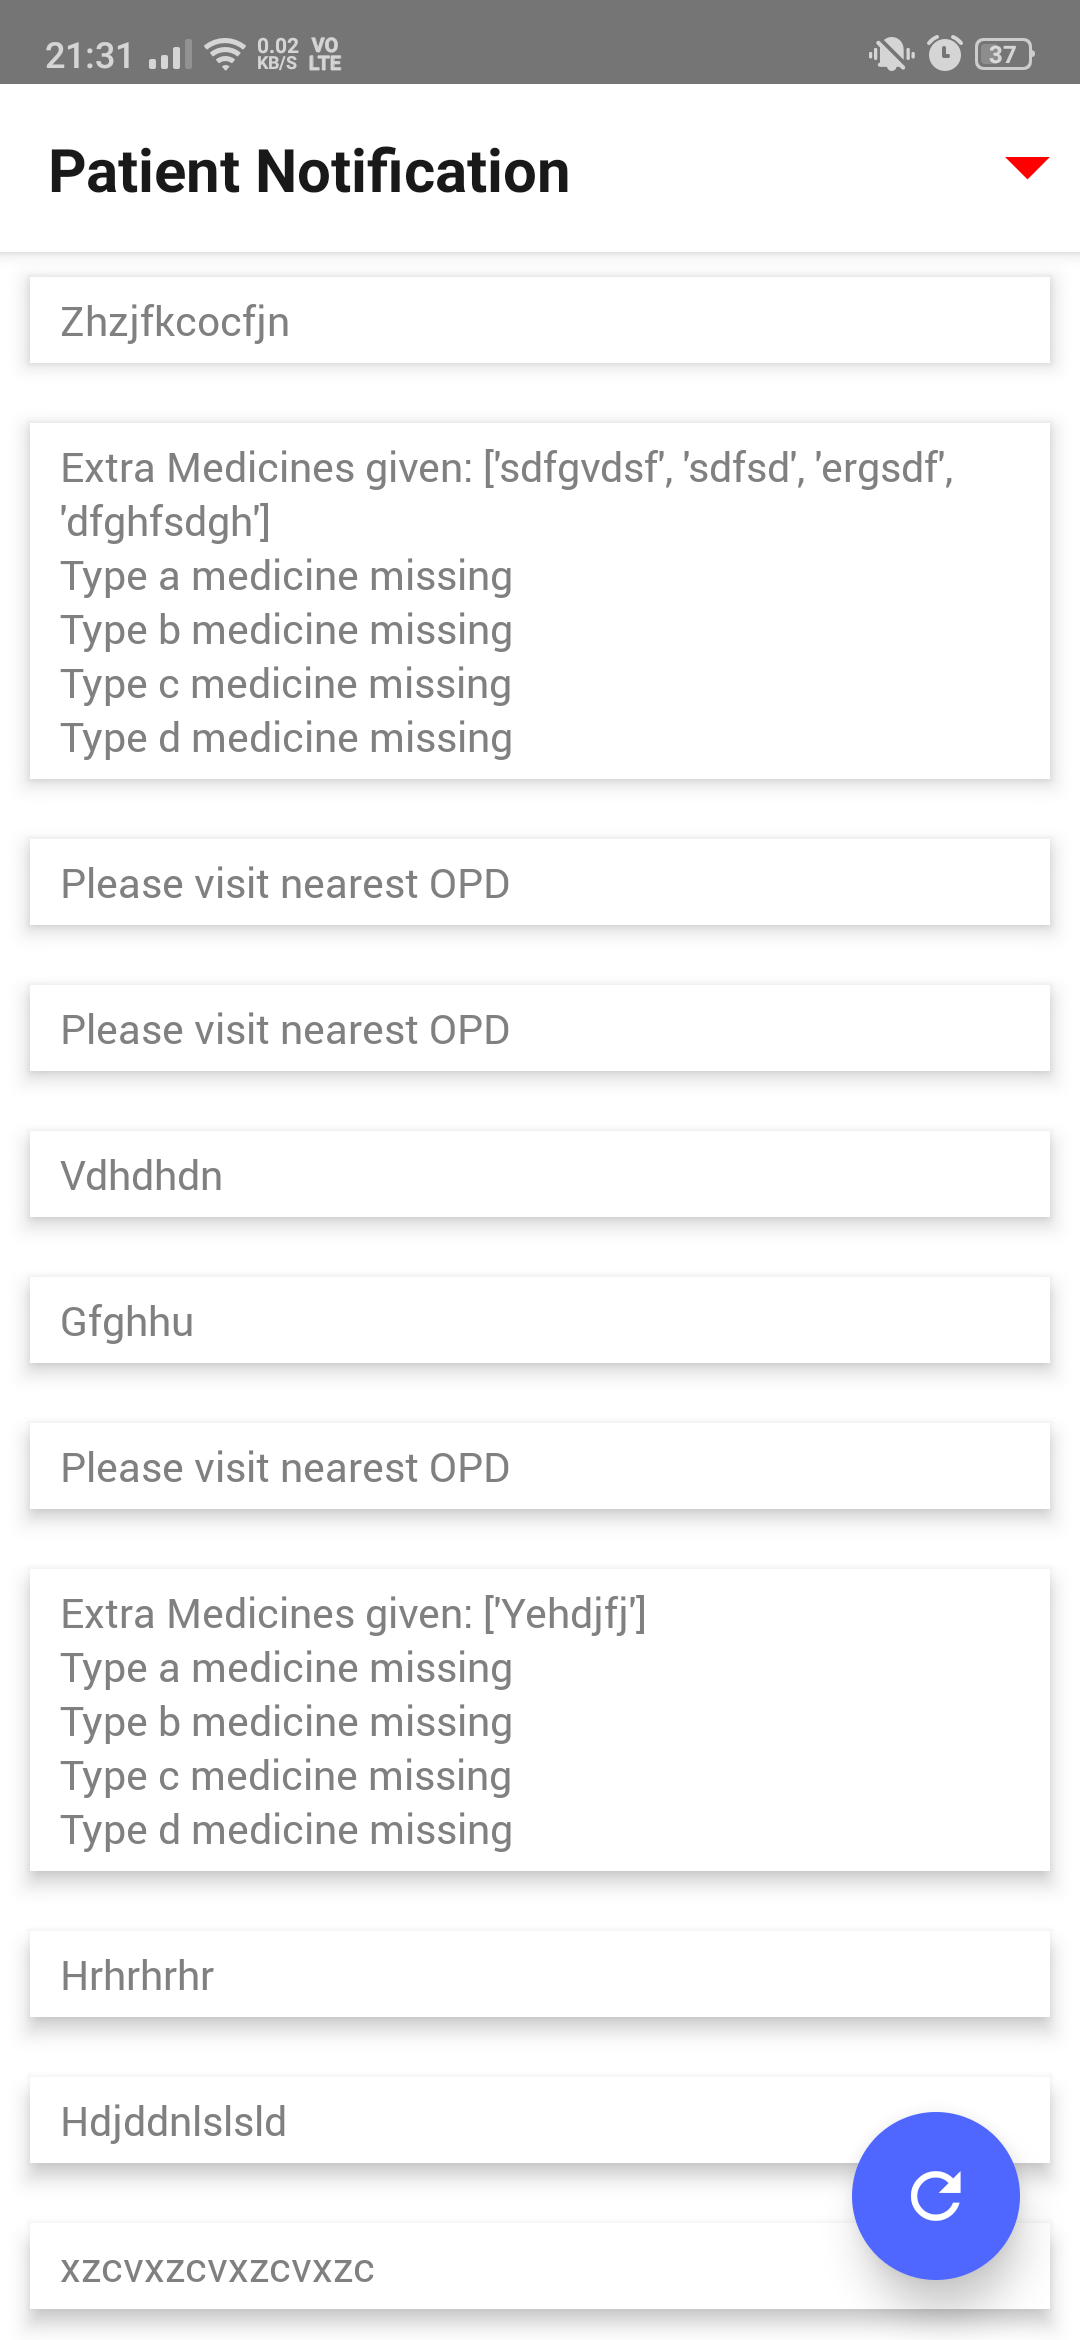 21:31 0.02 KB/S VO LTE 37
Patient Notification
Zhzjfkcocfjn
Extra Medicines given: ['sdfgvdsf', 'sdfsd', 'ergsdf',
'dfghfsdgh']
Type a medicine missing
Type b medicine missing
Type c medicine missing
Type d medicine missing
Please visit nearest OPD
Please visit nearest OPD
Vdhdhdn
Gfghhu
Please visit nearest OPD
Extra Medicines given: ['Yehdjfj']
Type a medicine missing
Type b medicine missing
Type c medicine missing
Type d medicine missing
Hrhrhrhr
Hdjddnlslsld
xzcvxzcvxzcvxzc